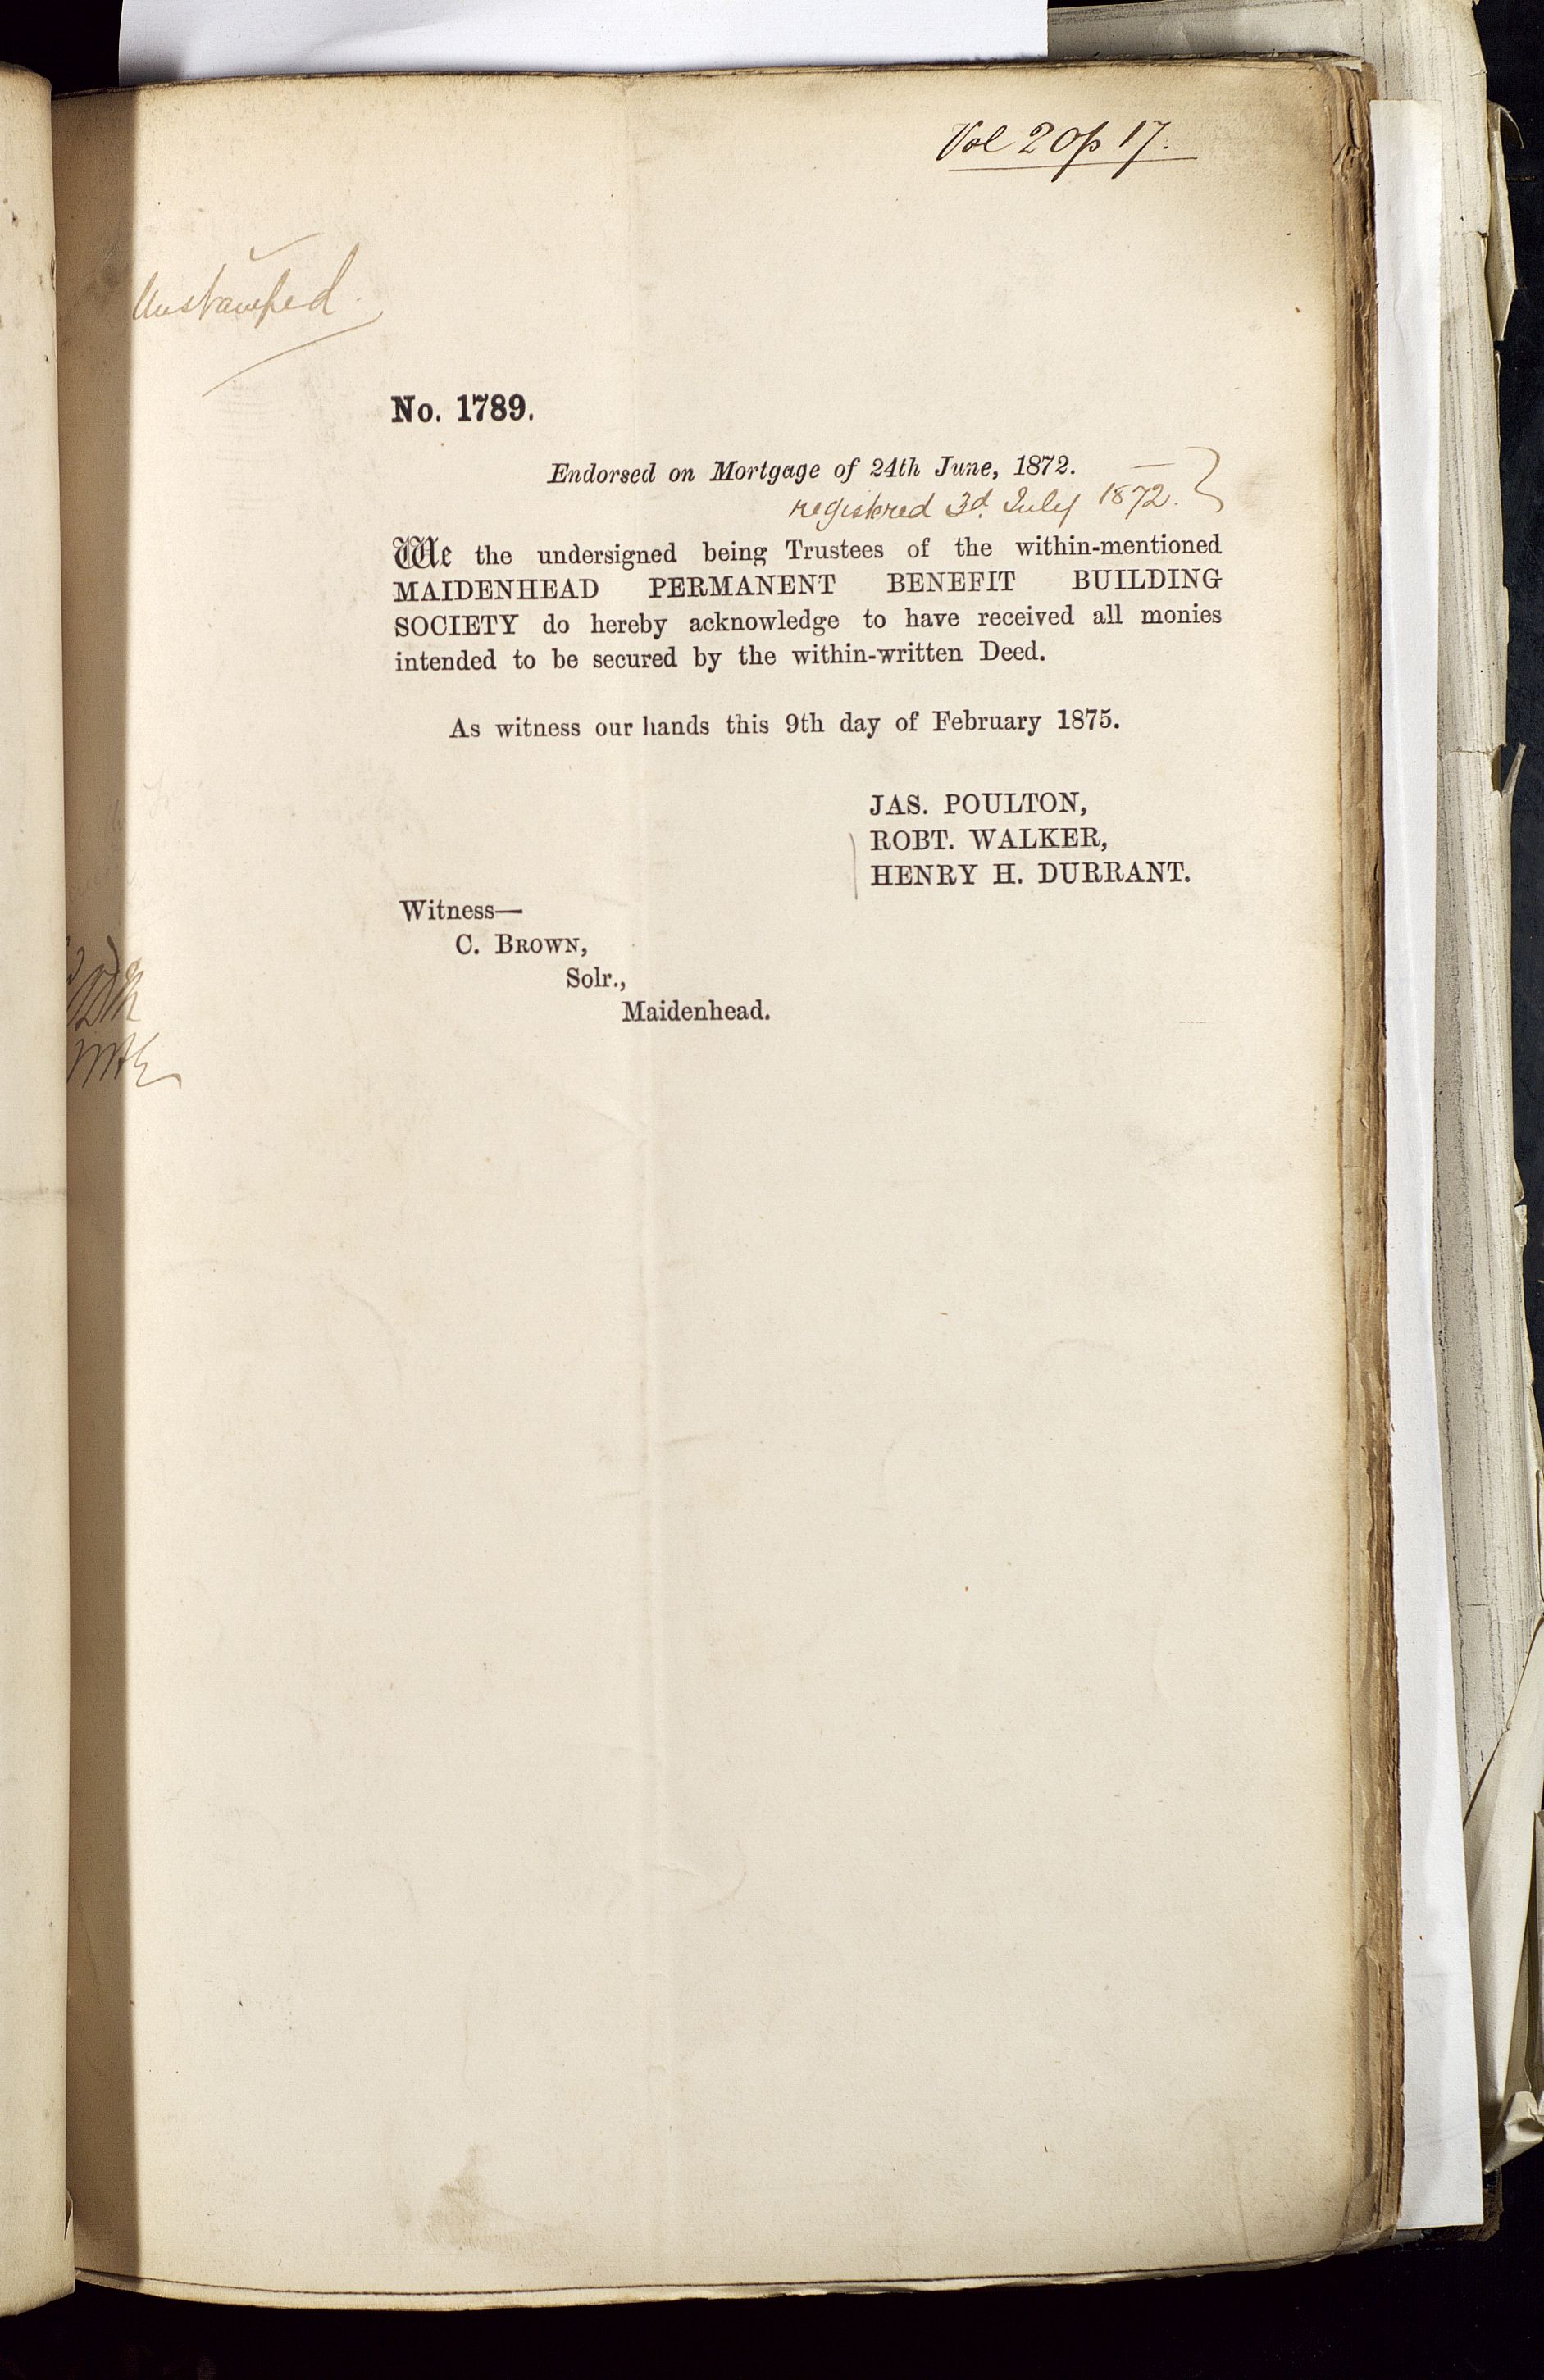 Vol 20 p 17.
Unstamped.
No. 1789.
Endorsed on Mortgage of 24th June, 1872.
registered 3d. July 1872.
We the undersigned being Trustees of the within-mentioned
MAIDENHEAD PERMANENT BENEFIT BUILDING
SOCIETY do hereby acknowledge to have received all monies
intended to be secured by the within-written Deed.
As witness our hands this 9th day of February 1875.
JAS. POULTON,
ROBT. WALKER,
HENRY H. DURRANT.
Witness—
C. BROWN,
Solr.,
Maidenhead.